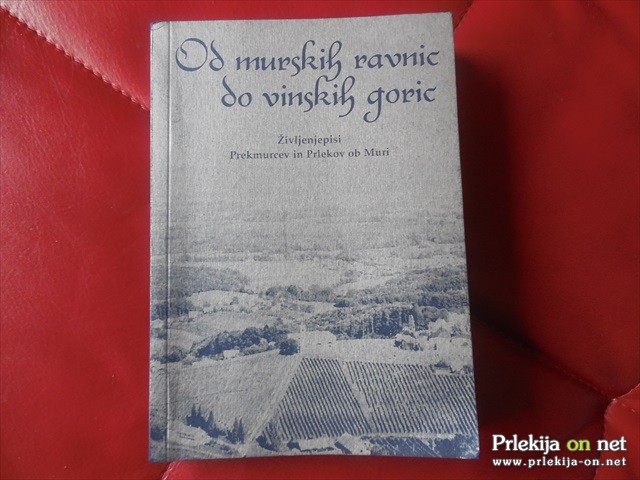 Od murskih ravnic
do vinskih goric
Življenjepisi
Prekmurcev in Prlekov ob Muri
Prlekija on net
www.prlekija-on.net